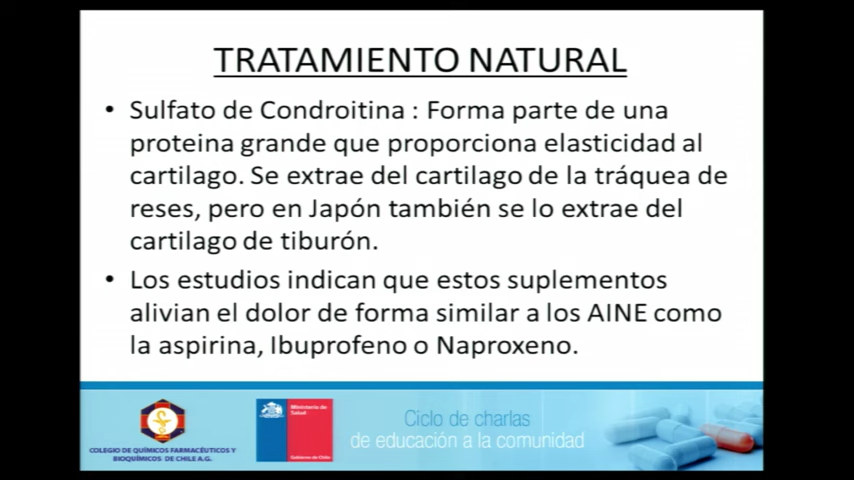 TRATAMIENTO NATURAL
• Sulfato de Condroitina : Forma parte de una
proteina grande que proporciona elasticidad al
cartilago. Se extrae del cartilago de la tráquea de
reses, pero en Japón también se lo extrae del
cartilago de tiburón.
• Los estudios indican que estos suplementos
alivian el dolor de forma similar a los AINE como
la aspirina, Ibuprofeno o Naproxeno.
COLEGIO DE QUÍMICOS FARMACÉUTICOS Y
BIOQUÍMICOS DE CHILE A.G.
Ministerio de
Salud
Gobierno de Chile
Ciclo de charlas
de educación a la comunidad